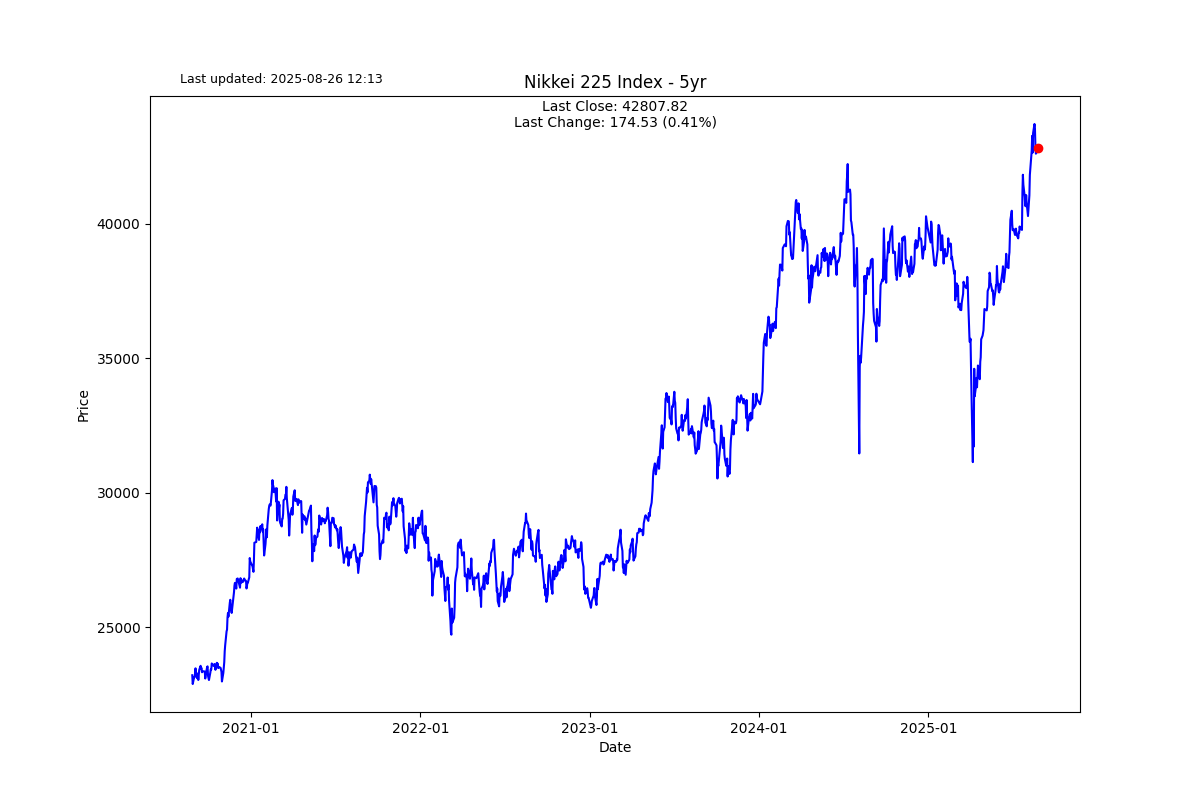 Last updated: 2025-08-26 12:13
Nikkei 225 Index - 5yr
Last Close: 42807.82
Last Change: 174.53 (0.41%)
40000
35000
30000
25000
Price
2021-01
2022-01
2023-01
2024-01
2025-01
Date